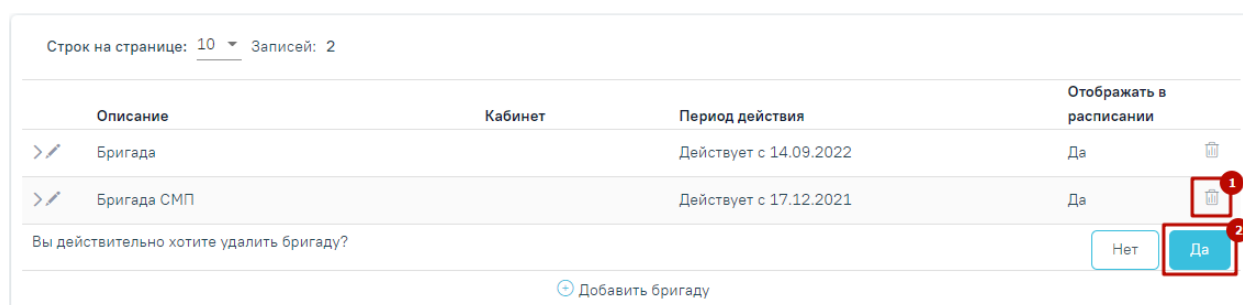 Строк на странице: 10 Записей: 2
Отображать в
Описание Кабинет Период действия расписании
Бригада Действует с 14.09.2022 Да
1
Бригада СМП Действует с 17.12.2021 Да
2
Вы действительно хотите удалить бригаду? Нет Да
Добавить бригаду